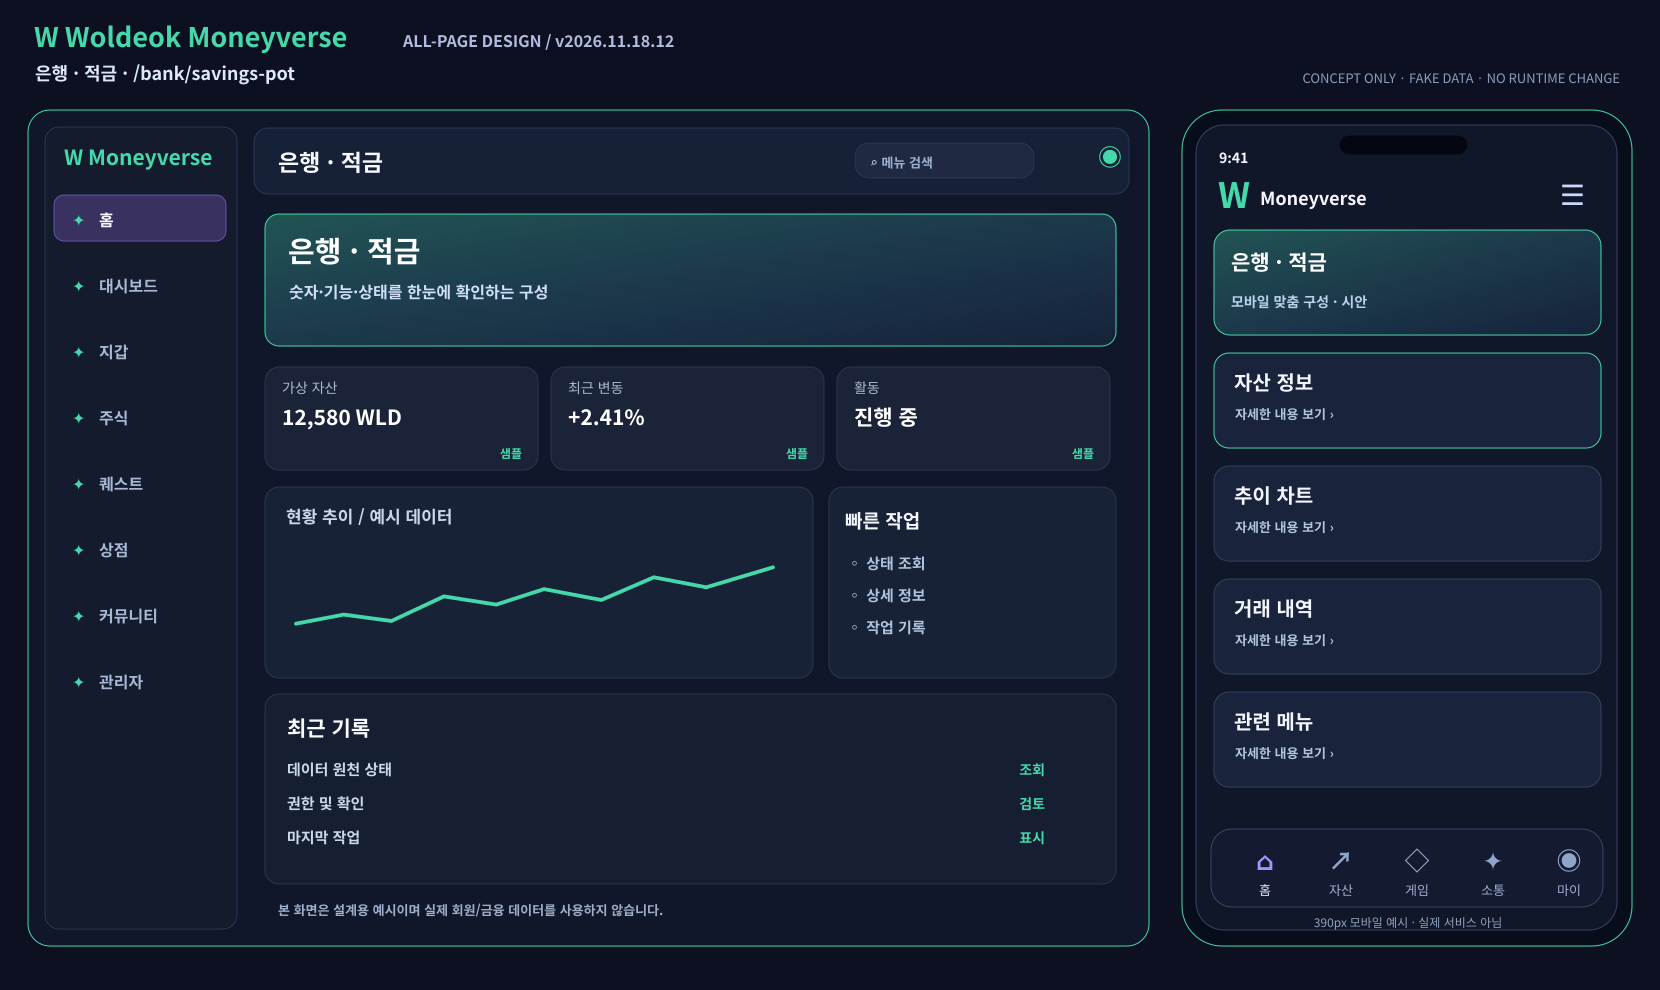 W Woldeok Moneyverse
ALL-PAGE DESIGN / v2026.11.18.12
은행 · 적금 · /bank/savings-pot
CONCEPT ONLY · FAKE DATA · NO RUNTIME CHANGE
W Moneyverse
홈
대시보드
지갑
주식
퀘스트
상점
커뮤니티
관리자
은행 · 적금
메뉴 검색
은행 · 적금
숫자·기능·상태를 한눈에 확인하는 구성
가상 자산
12,580 WLD
샘플
최근 변동
+2.41%
샘플
활동
진행 중
샘플
현황 추이 / 예시 데이터
빠른 작업
상태 조회
상세 정보
작업 기록
최근 기록
데이터 원천 상태 조회
권한 및 확인 검토
마지막 작업 표시
본 화면은 설계용 예시이며 실제 회원/금융 데이터를 사용하지 않습니다.
9:41
W Moneyverse
은행 · 적금
모바일 맞춤 구성 · 시안
자산 정보
자세한 내용 보기 ›
추이 차트
자세한 내용 보기 ›
거래 내역
자세한 내용 보기 ›
관련 메뉴
자세한 내용 보기 ›
홈 자산 게임 소통 마이
390px 모바일 예시 · 실제 서비스 아님